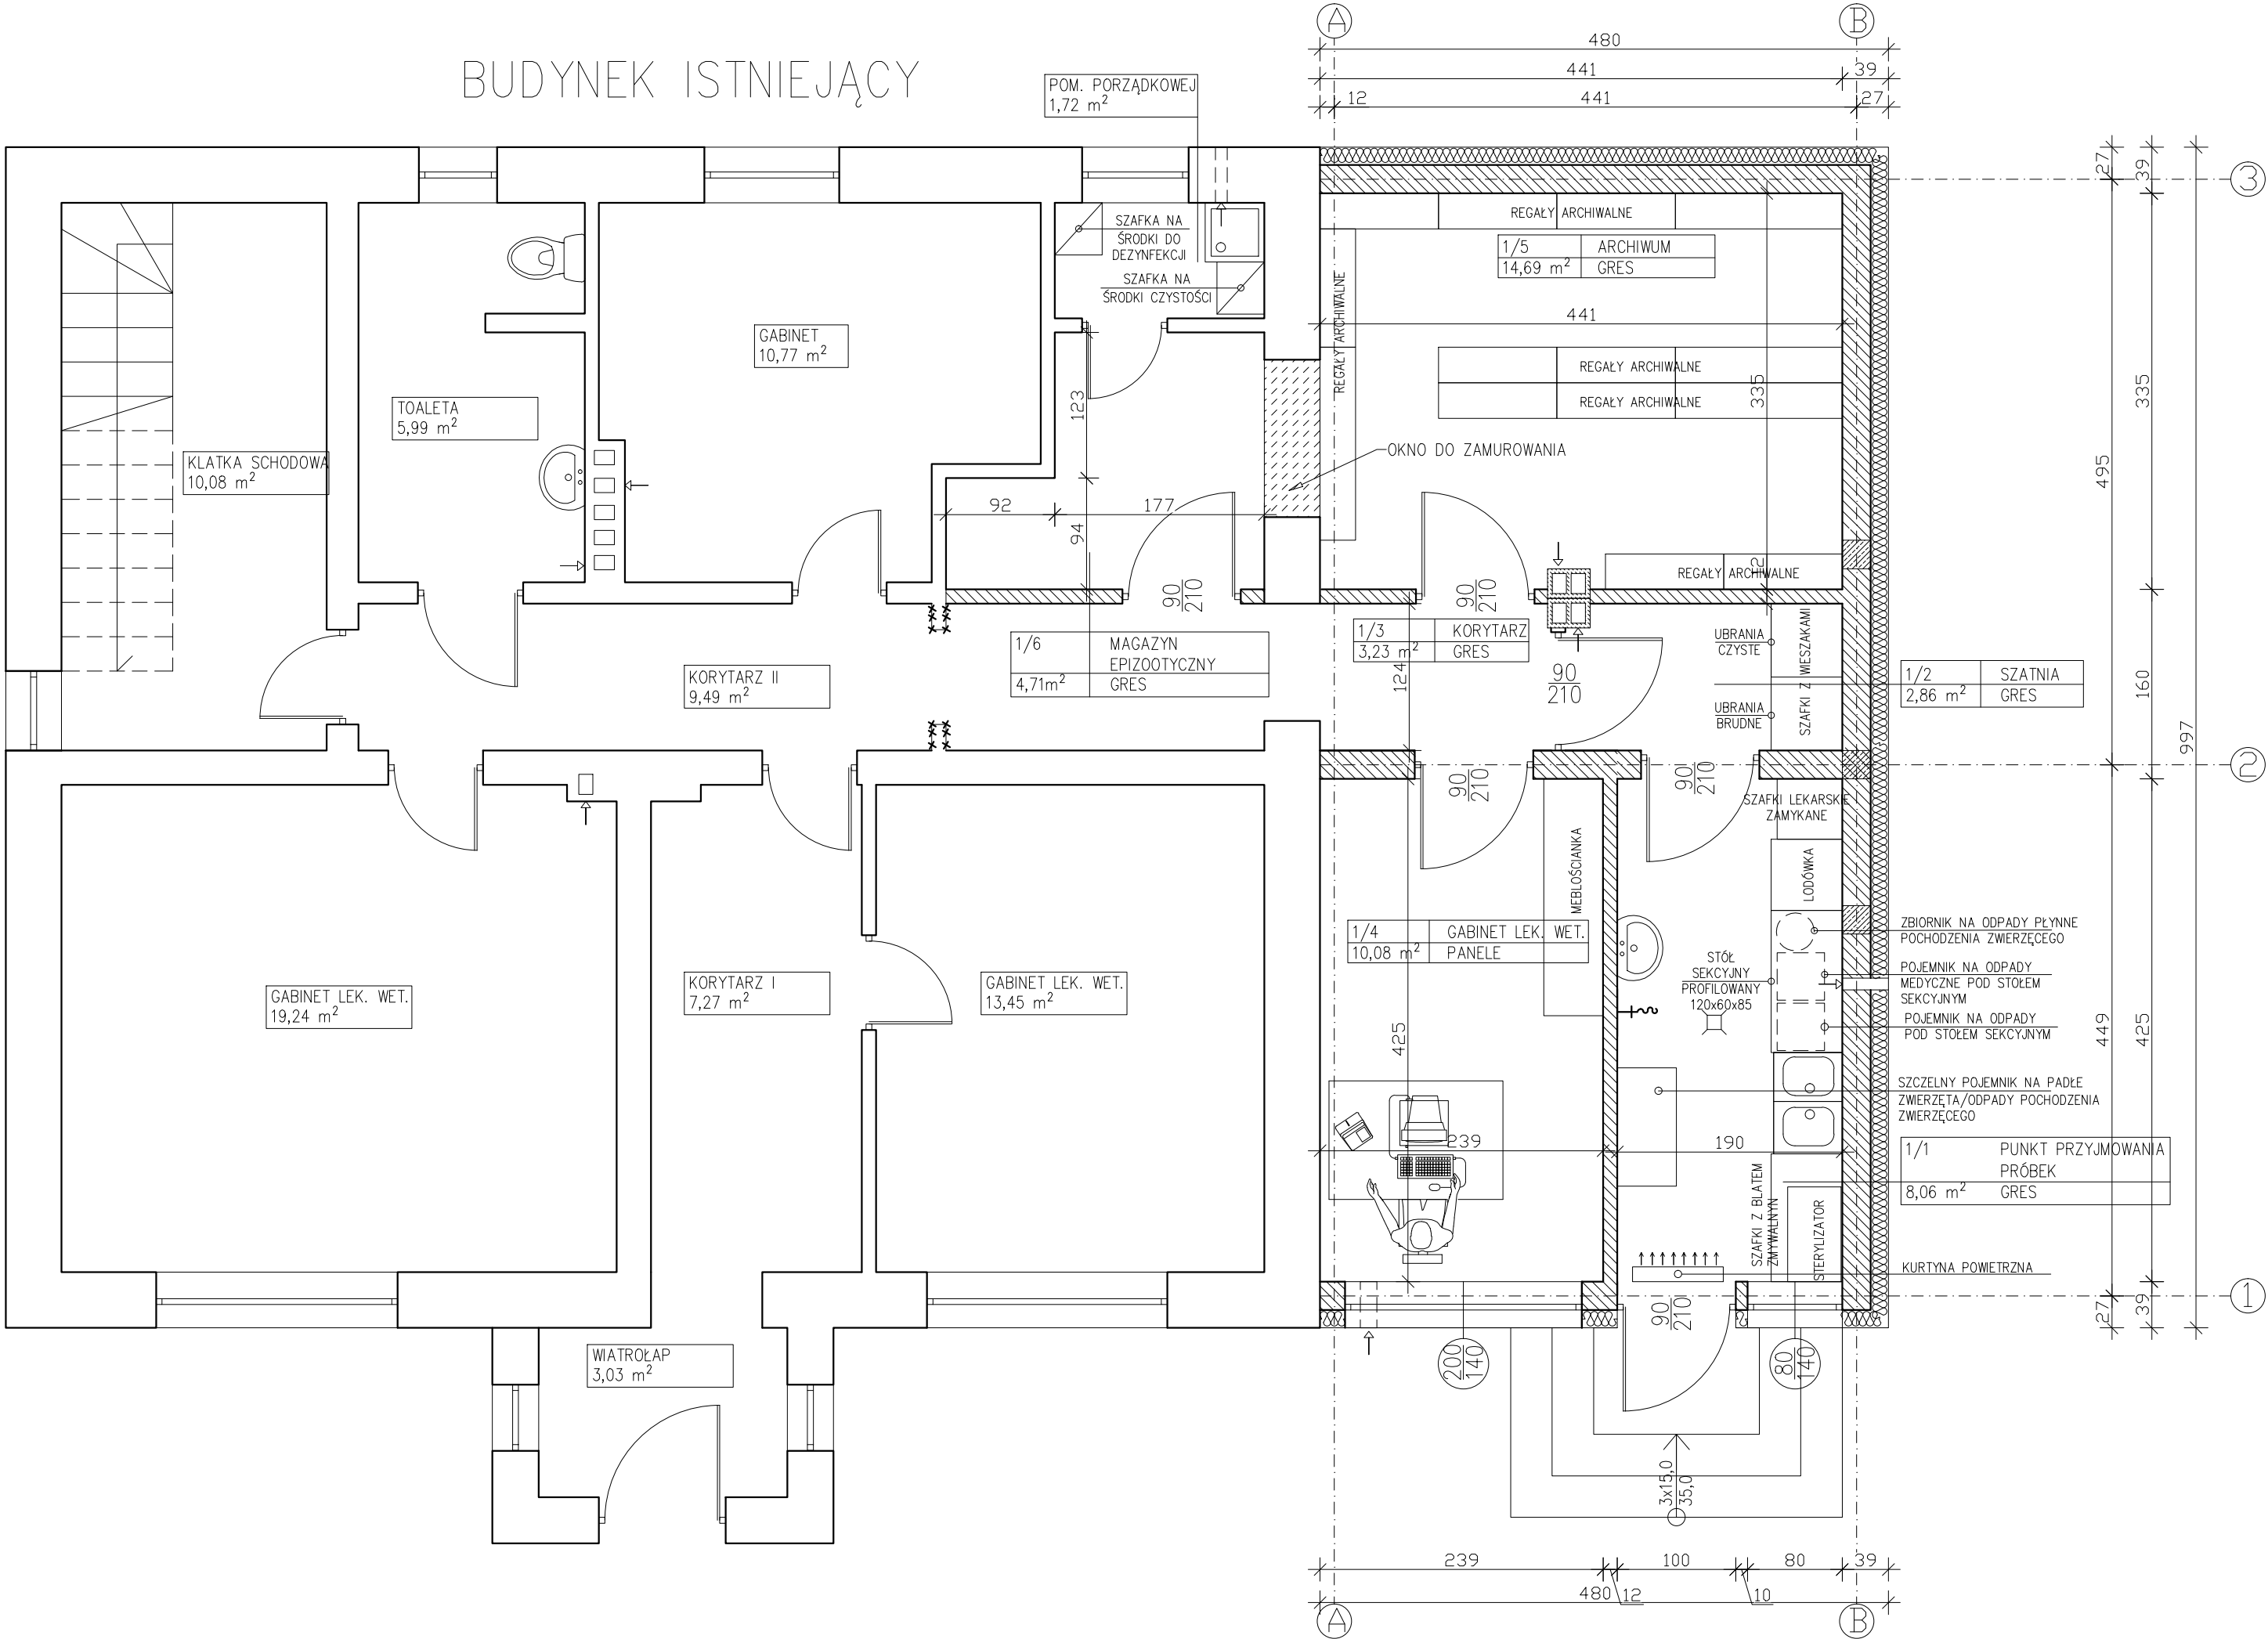 BUDYNEK ISTNIEJĄCY
A
B
480
441
39
12
441
27
POM. PORZĄDKOWEJ
1,72 m²
SZAFKA NA
ŚRODKI DO
DEZYNFEKCJI
SZAFKA NA
ŚRODKI CZYSTOŚCI
REGAŁY ARCHIWALNE
1/5 ARCHIWUM
14,69 m² GRES
REGAŁY ARCHIWALNE
441
REGAŁY ARCHIWALNE
REGAŁY ARCHIWALNE
335
12
REGAŁY ARCHIWALNE
27
39
3
335
495
GABINET
10,77 m²
TOALETA
5,99 m²
KLATKA SCHODOWA
10,08 m²
123
OKNO DO ZAMUROWANIA
92
177
94
90
210
90
210
1/6 MAGAZYN
EPIZOOTYCZNY
4,71m² GRES
1/3 KORYTARZ
3,23 m² GRES
124
90
210
UBRANIA
CZYSTE
UBRANIA
BRUDNE
SZAFKI Z WIESZAKAMI
1/2 SZATNIA
2,86 m² GRES
160
997
KORYTARZ II
9,49 m²
2
90
210
90
210
SZAFKI LEKARSKIE
ZAMYKANE
MEBLOŚCIANKA
LODÓWKA
1/4 GABINET LEK. WET.
10,08 m² PANELE
STÓŁ
SEKCYJNY
PROFILOWANY
120x60x85
ZBIORNIK NA ODPADY PŁYNNE
POCHODZENIA ZWIERZĘCEGO
POJEMNIK NA ODPADY
MEDYCZNE POD STOŁEM
SEKCYJNYM
POJEMNIK NA ODPADY
POD STOŁEM SEKCYJNYM
SZCZELNY POJEMNIK NA PADŁE
ZWIERZĘTA/ODPADY POCHODZENIA
ZWIERZĘCEGO
GABINET LEK. WET.
19,24 m²
KORYTARZ I
7,27 m²
GABINET LEK. WET.
13,45 m²
425
449
425
239
190
1/1 PUNKT PRZYJMOWANIA
PRÓBEK
8,06 m² GRES
SZAFKI Z BLATEM
ZMYWALNYN
STERYLIZATOR
KURTYNA POWIETRZNA
27
39
1
90
210
200
140
80
140
WIATROŁAP
3,03 m²
3x15,0
35,0
239
100
80
39
480
12
10
A
B